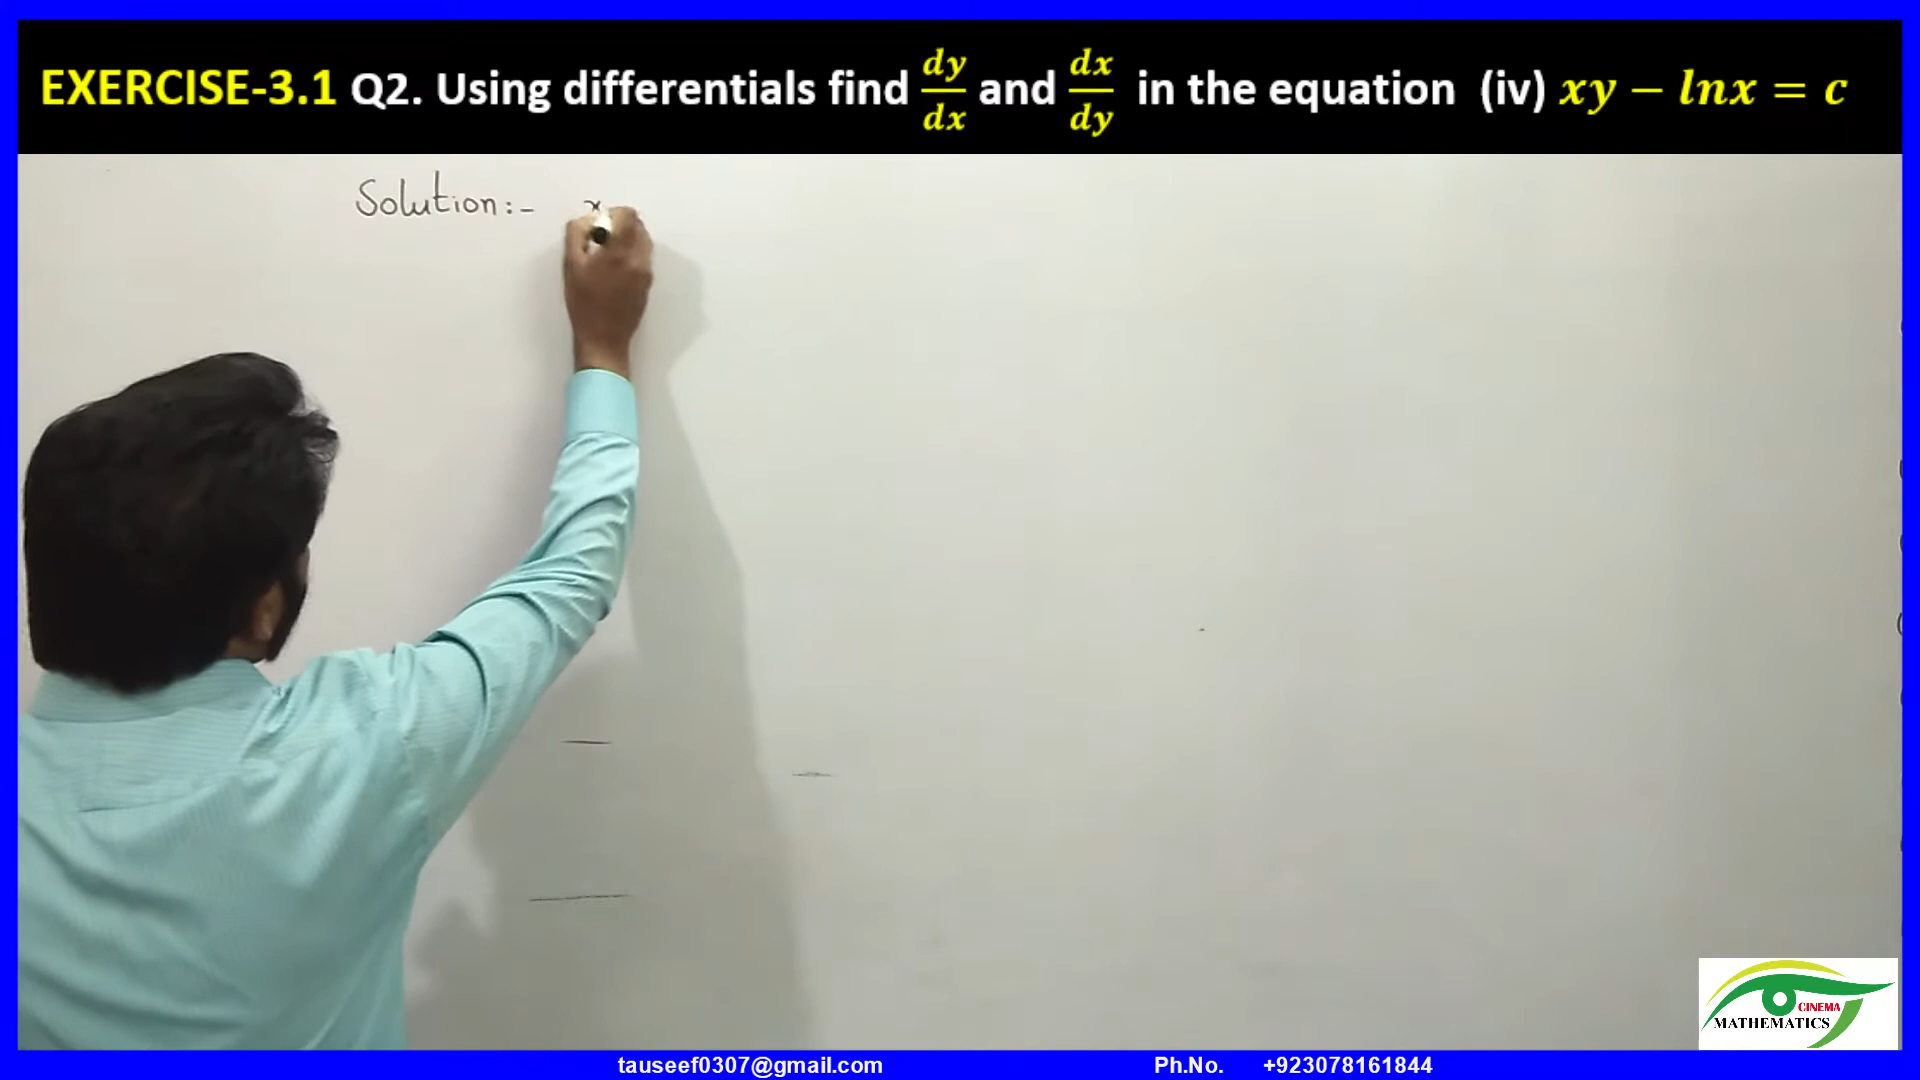 EXERCISE-3.1 Q2. Using differentials find dy/dx and dx/dy in the equation (iv) xy − lnx = c
Solution:- x
CINEMA
MATHEMATICS
tauseef0307@gmail.com Ph.No. +923078161844